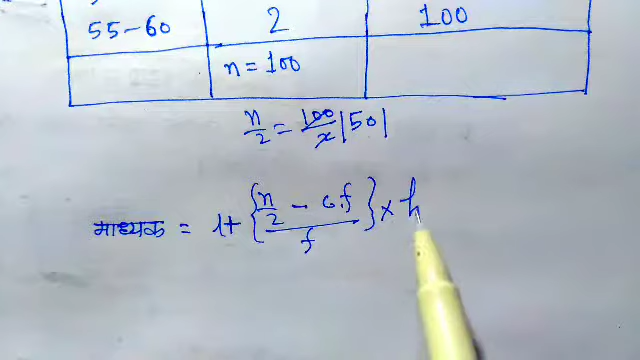 55-60 2 100
n = 100
n/2 = 100/2 |50|
माध्यक = l + {(n/2 - c.f)/f} × h